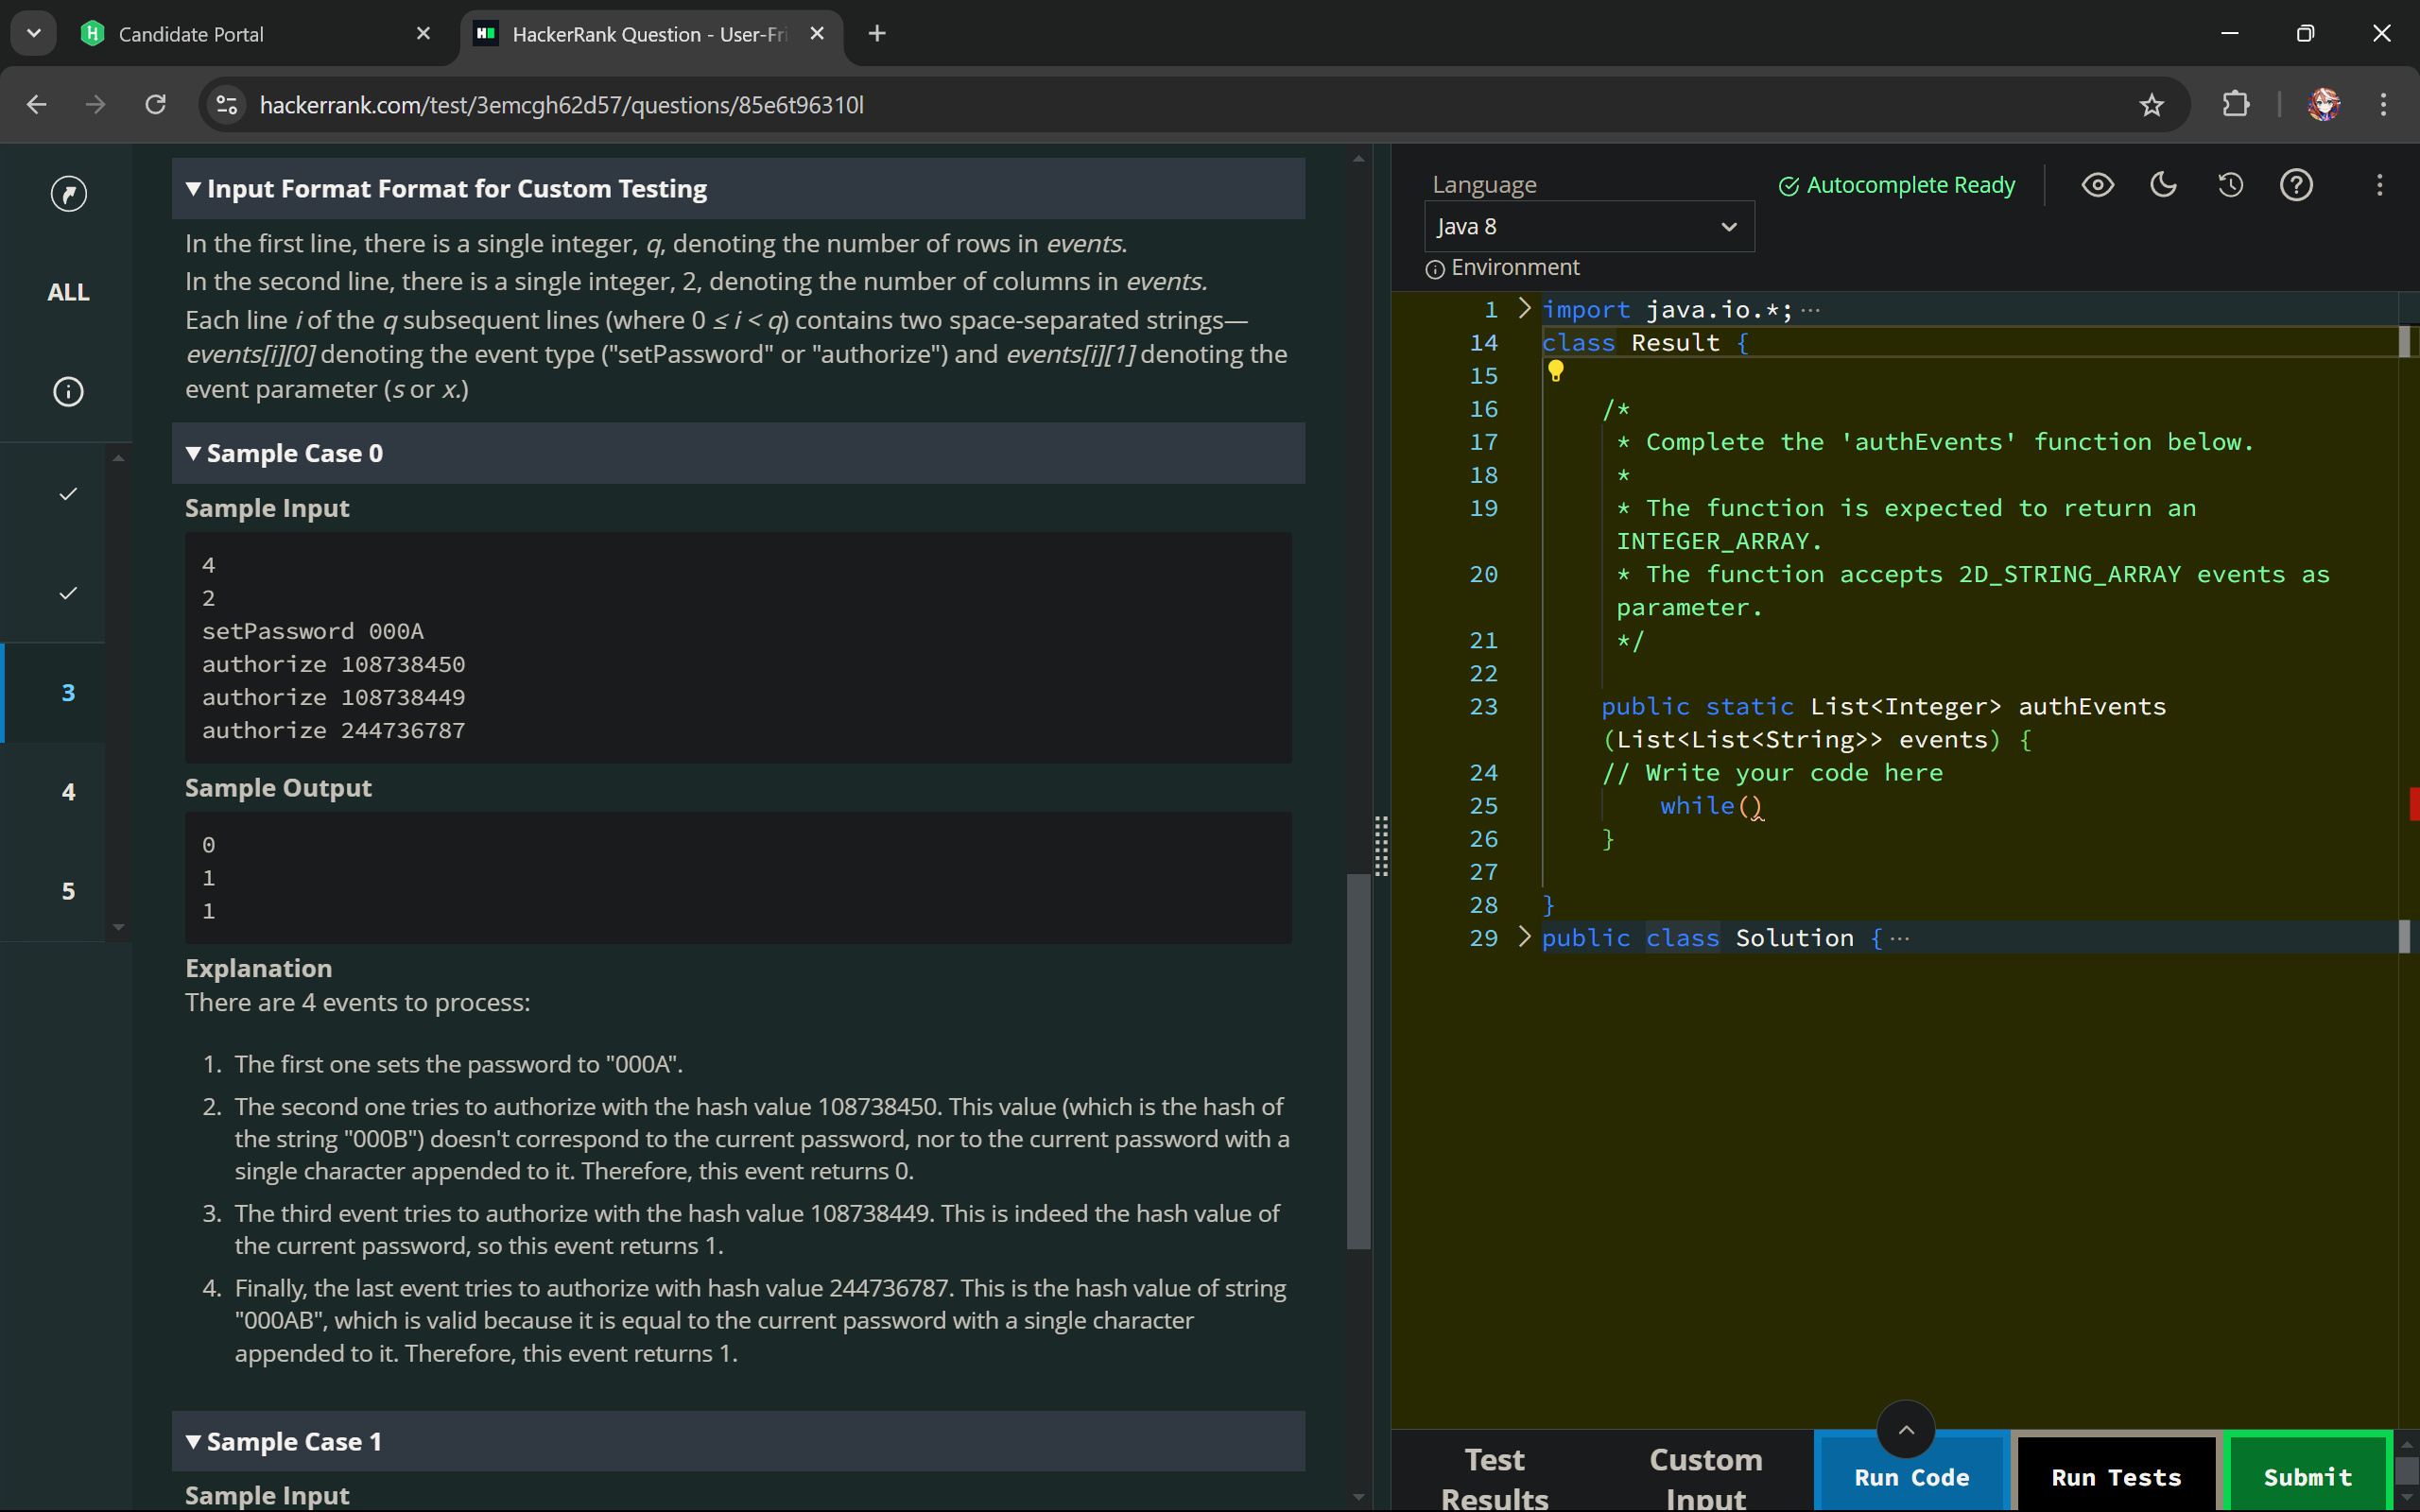 Candidate Portal
HackerRank Question - User-Fri
hackerrank.com/test/3emcgh62d57/questions/85e6t96310l
ALL
3
4
5
▼ Input Format Format for Custom Testing
In the first line, there is a single integer, q, denoting the number of rows in events.
In the second line, there is a single integer, 2, denoting the number of columns in events.
Each line i of the q subsequent lines (where 0 ≤ i < q) contains two space-separated strings—
events[i][0] denoting the event type ("setPassword" or "authorize") and events[i][1] denoting the
event parameter (s or x.)
▼ Sample Case 0
Sample Input
4
2
setPassword 000A
authorize 108738450
authorize 108738449
authorize 244736787
Sample Output
0
1
1
Explanation
There are 4 events to process:
1. The first one sets the password to "000A".
2. The second one tries to authorize with the hash value 108738450. This value (which is the hash of
the string "000B") doesn't correspond to the current password, nor to the current password with a
single character appended to it. Therefore, this event returns 0.
3. The third event tries to authorize with the hash value 108738449. This is indeed the hash value of
the current password, so this event returns 1.
4. Finally, the last event tries to authorize with hash value 244736787. This is the hash value of string
"000AB", which is valid because it is equal to the current password with a single character
appended to it. Therefore, this event returns 1.
▼ Sample Case 1
Sample Input
Language
Autocomplete Ready
Java 8
Environment
1 import java.io.*; ···
14 class Result {
15
16 /*
17 * Complete the 'authEvents' function below.
18 *
19 * The function is expected to return an
INTEGER_ARRAY.
20 * The function accepts 2D_STRING_ARRAY events as
parameter.
21 */
22
23 public static List<Integer> authEvents
(List<List<String>> events) {
24 // Write your code here
25 while()
26 }
27
28 }
29 public class Solution { ···
Test
Results
Custom
Input
Run Code
Run Tests
Submit